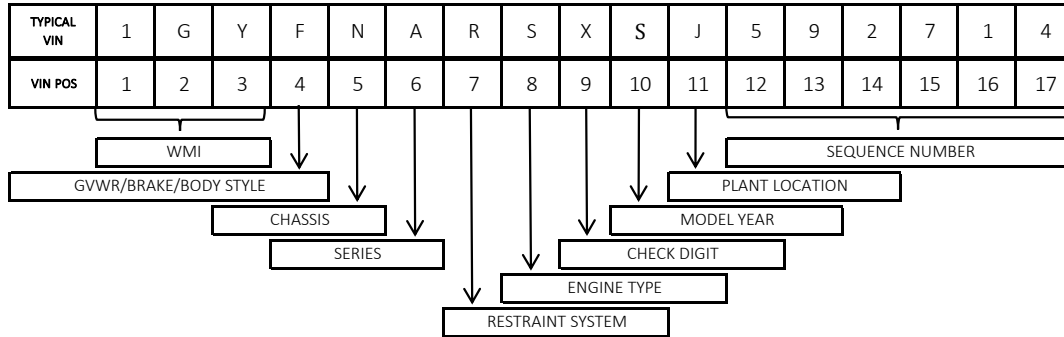 TYPICAL VIN 1 G Y F N A R S X S J 5 9 2 7 1 4
VIN POS 1 2 3 4 5 6 7 8 9 10 11 12 13 14 15 16 17
WMI SEQUENCE NUMBER
GVWR/BRAKE/BODY STYLE PLANT LOCATION
CHASSIS MODEL YEAR
SERIES CHECK DIGIT
ENGINE TYPE
RESTRAINT SYSTEM